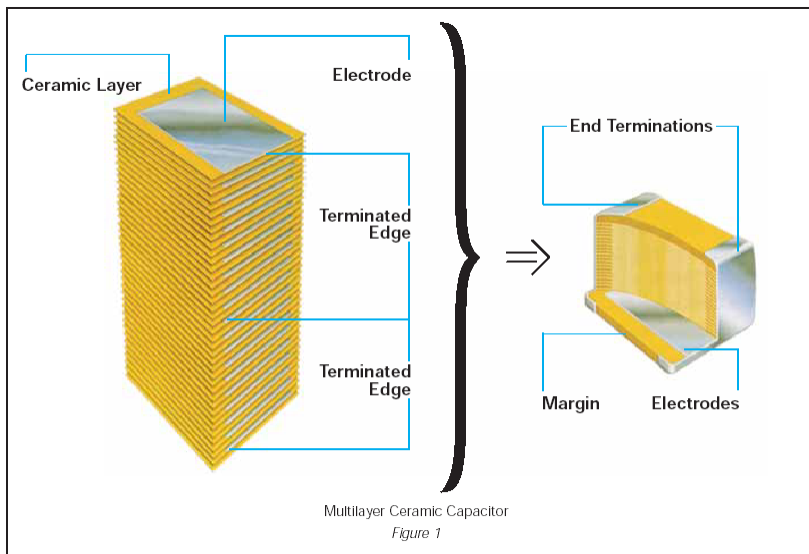 Ceramic Layer
Electrode
Terminated
Edge
Terminated
Edge
End Terminations
Margin
Electrodes
Multilayer Ceramic Capacitor
Figure 1